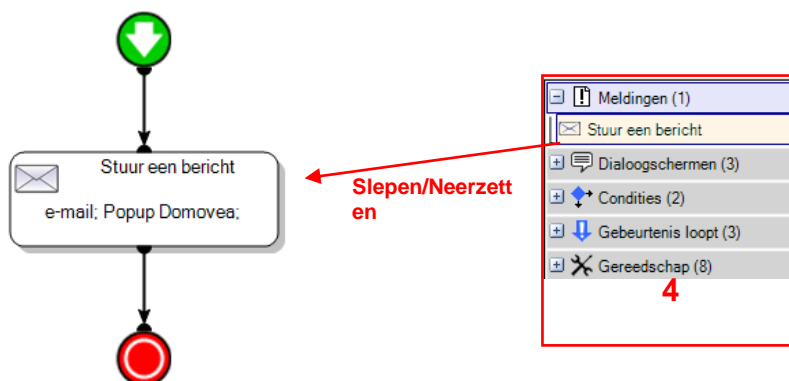 Stuur een bericht
e-mail; Popup Domovea;
Slepen/Neerzett
en
Meldingen (1)
Stuur een bericht
Dialoogschermen (3)
Condities (2)
Gebeurtenis loopt (3)
Gereedschap (8)
4